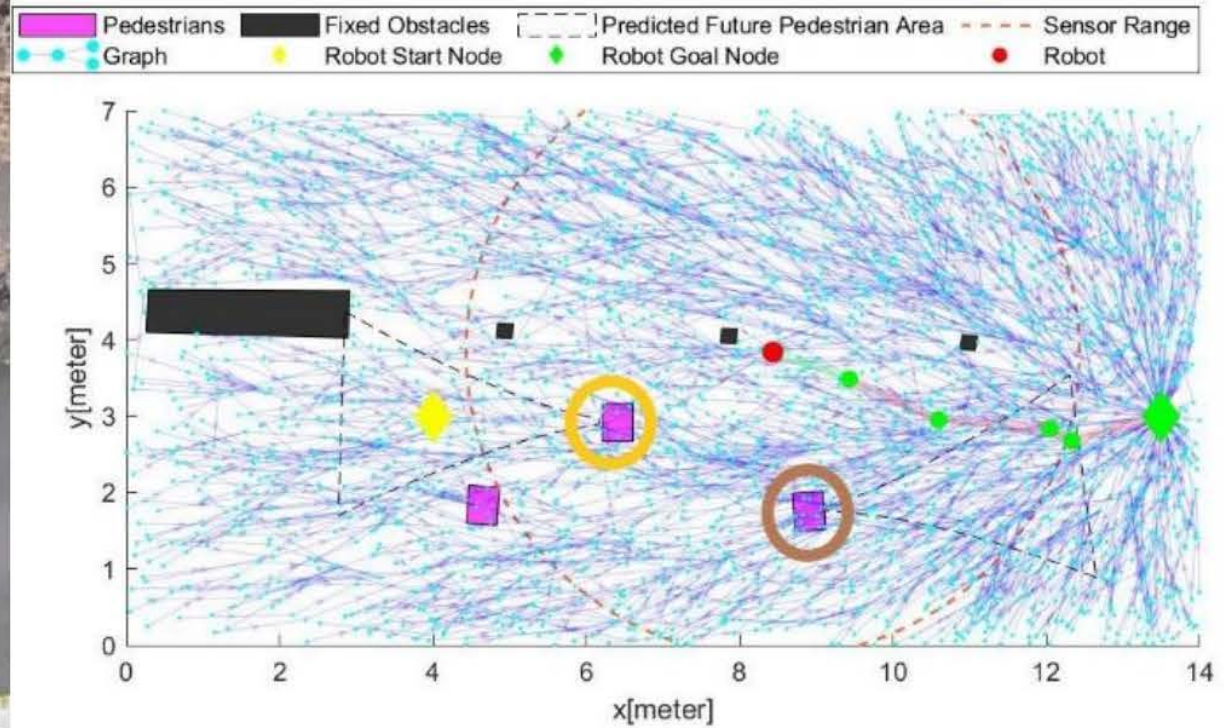 Pedestrians Fixed Obstacles Predicted Future Pedestrian Area Sensor Range
Graph Robot Start Node Robot Goal Node Robot
7
6
5
4
3
2
1
0
y[meter]
0 2 4 6 8 10 12 14
x[meter]